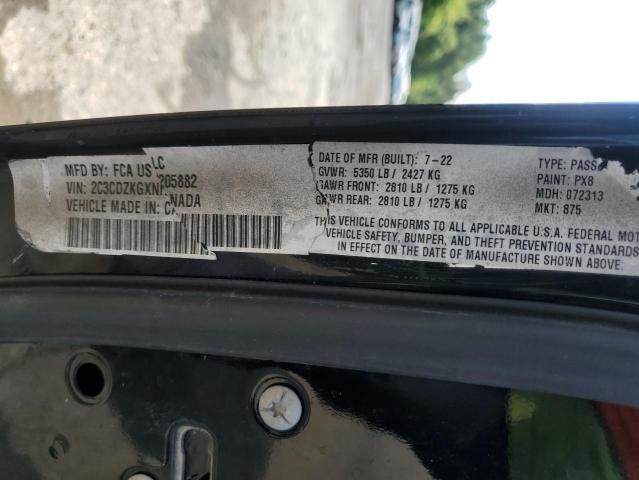 MFD BY: FCA US LC
VIN: 2C3CDZKGXN 205882
VEHICLE MADE IN: C NADA
DATE OF MFR (BUILT): 7-22
GVWR: 5350 LB / 2427 KG
GAWR FRONT: 2810 LB / 1275 KG
GAWR REAR: 2810 LB / 1275 KG
TYPE: PASS
PAINT: PX8
MDH: 072313
MKT: 875
THIS VEHICLE CONFORMS TO ALL APPLICABLE U.S.A. FEDERAL MOT
VEHICLE SAFETY, BUMPER, AND THEFT PREVENTION STANDARDS
IN EFFECT ON THE DATE OF MANUFACTURE SHOWN ABOVE.